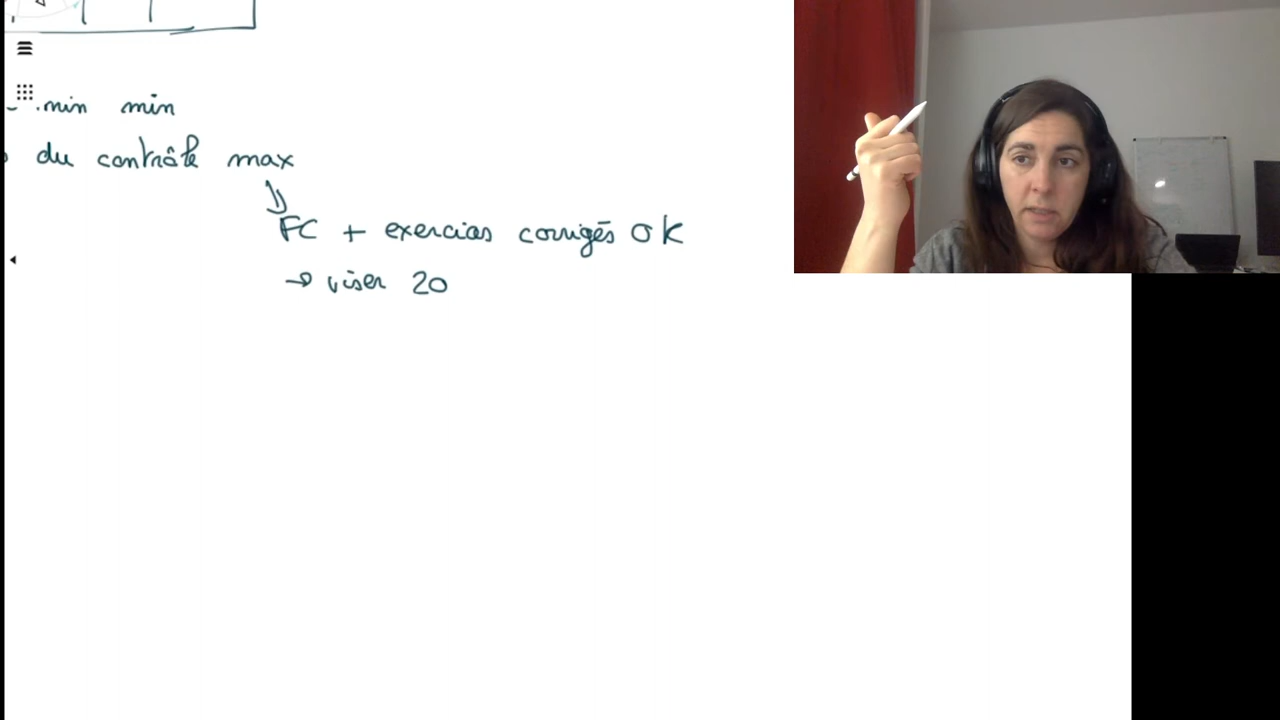 min min
du contrôle max
FC + exercices corrigés OK
→ viser 20